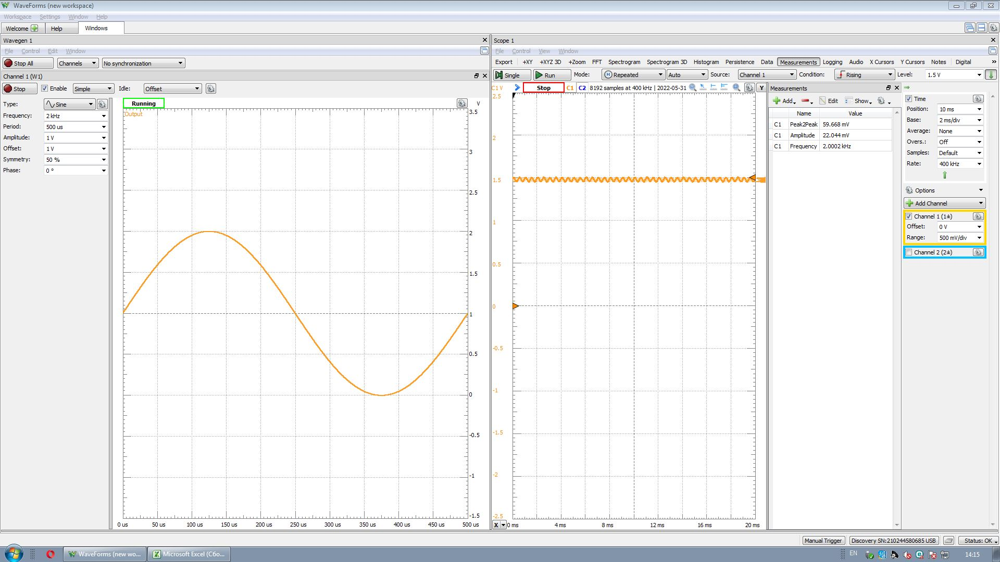 WaveForms (new workspace)
Workspace Settings Window Help
Welcome Help Windows
Wavegen 1
File Control Edit Window
Stop All Channels No synchronization
Channel 1 (W1)
Stop Enable Simple Idle: Offset
Type: Sine
Frequency: 2 kHz
Period: 500 us
Amplitude: 1 V
Offset: 1 V
Symmetry: 50 %
Phase: 0 °
Running
Output
V
3.5
3
2.5
2
1.5
1
0.5
0
-0.5
-1
-1.5
0 us 50 us 100 us 150 us 200 us 250 us 300 us 350 us 400 us 450 us 500 us
Scope 1
File Control View Window
Export +XY +XYZ 3D +Zoom FFT Spectrogram Spectrogram 3D Histogram Persistence Data Measurements Logging Audio X Cursors Y Cursors Notes Digital »
Single Run Mode: Repeated Auto Source: Channel 1 Condition: Rising Level: 1.5 V
C1 V Stop C1 C2 8192 samples at 400 kHz | 2022-05-31 Y
2.5
2
1.5
1
0.5
0
-0.5
-1
-1.5
-2
-2.5
X 0 ms 4 ms 8 ms 12 ms 16 ms 20 ms
Measurements
Add Edit Show
Name Value
C1 Peak2Peak 59.668 mV
C1 Amplitude 22.044 mV
C1 Frequency 2.0002 kHz
Time
Position: 10 ms
Base: 2 ms/div
Average: None
Overs.: Off
Samples: Default
Rate: 400 kHz
Options
Add Channel
Channel 1 (1±)
Offset: 0 V
Range: 500 mV/div
Channel 2 (2±)
Manual Trigger Discovery SN:210244580685 USB Status: OK
WaveForms (new wo... Microsoft Excel (Сбо... EN 14:15